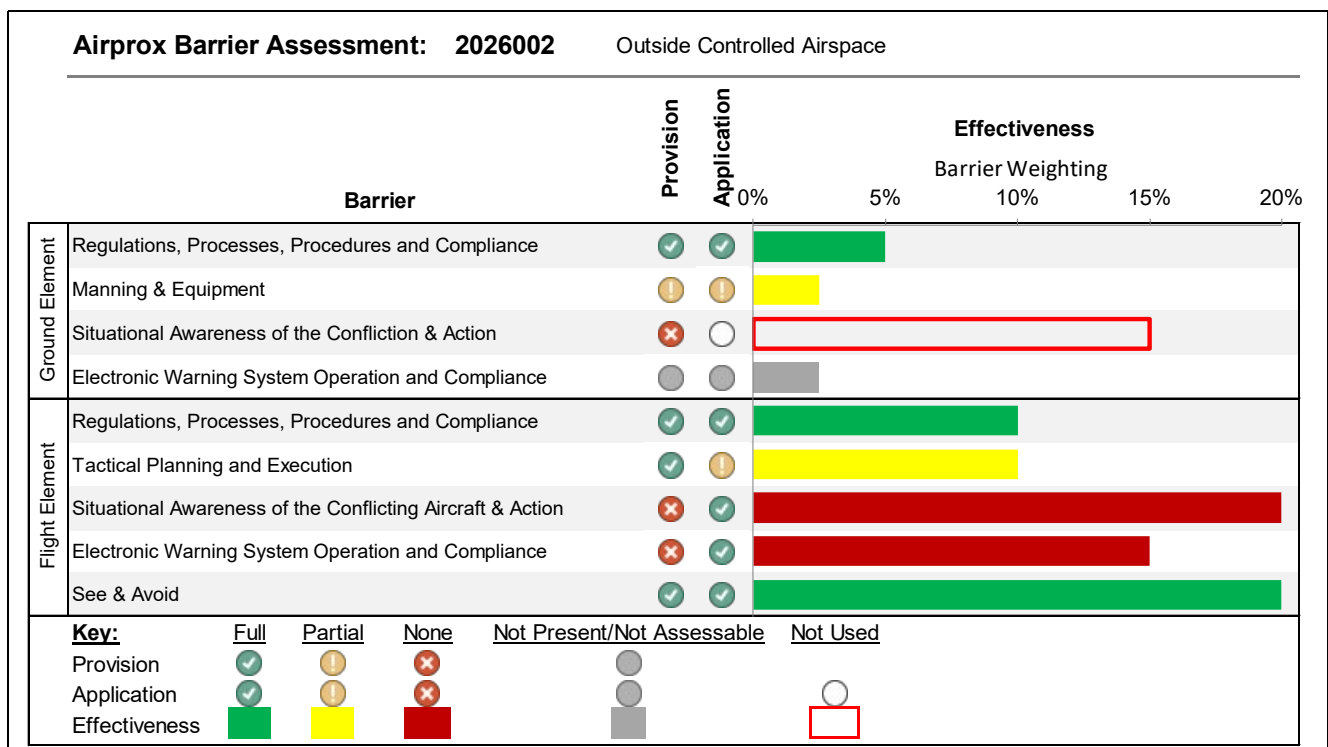 Airprox Barrier Assessment: 2026002 Outside Controlled Airspace
Provision
Application
Effectiveness
Barrier Weighting
Barrier
0% 5% 10% 15% 20%
Ground Element
Regulations, Processes, Procedures and Compliance
Manning & Equipment
Situational Awareness of the Confliction & Action
Electronic Warning System Operation and Compliance
Flight Element
Regulations, Processes, Procedures and Compliance
Tactical Planning and Execution
Situational Awareness of the Conflicting Aircraft & Action
Electronic Warning System Operation and Compliance
See & Avoid
Key: Full Partial None Not Present/Not Assessable Not Used
Provision
Application
Effectiveness